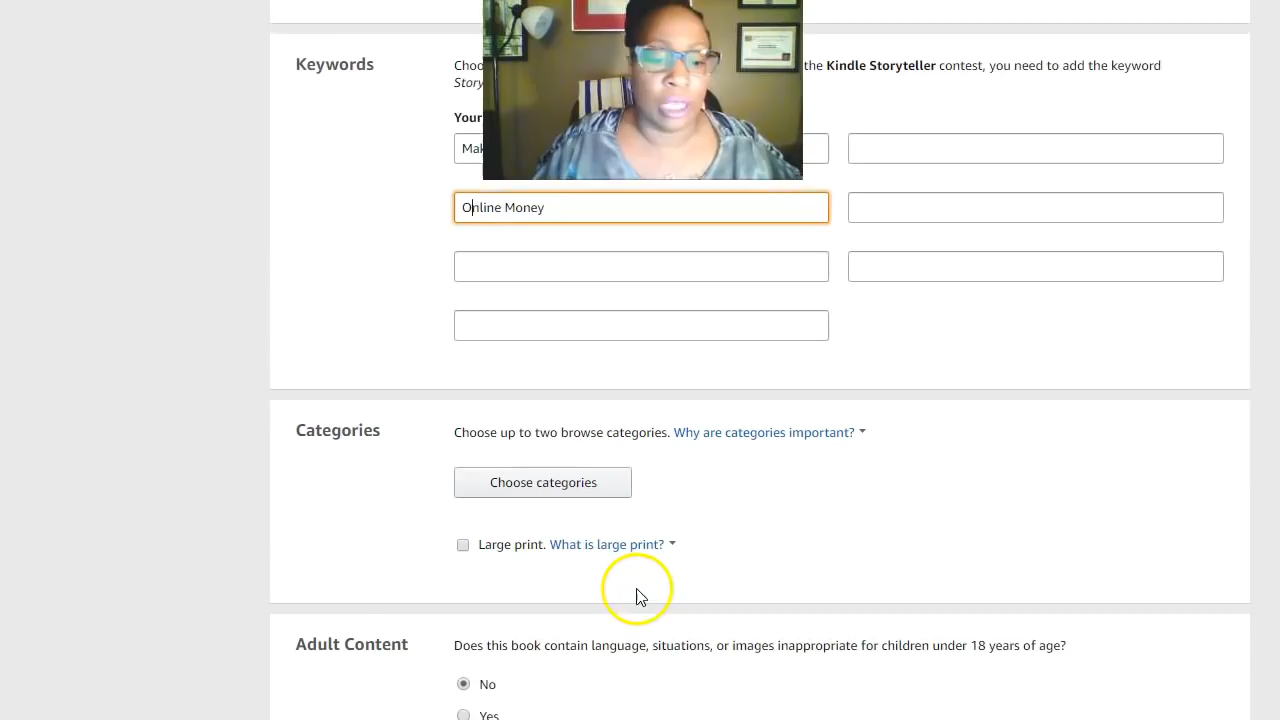 Keywords
Choo the Kindle Storyteller contest, you need to add the keyword
Story
Your
Mak
Online Money
Categories
Choose up to two browse categories. Why are categories important?
Choose categories
Large print. What is large print?
Adult Content
Does this book contain language, situations, or images inappropriate for children under 18 years of age?
No
Yes